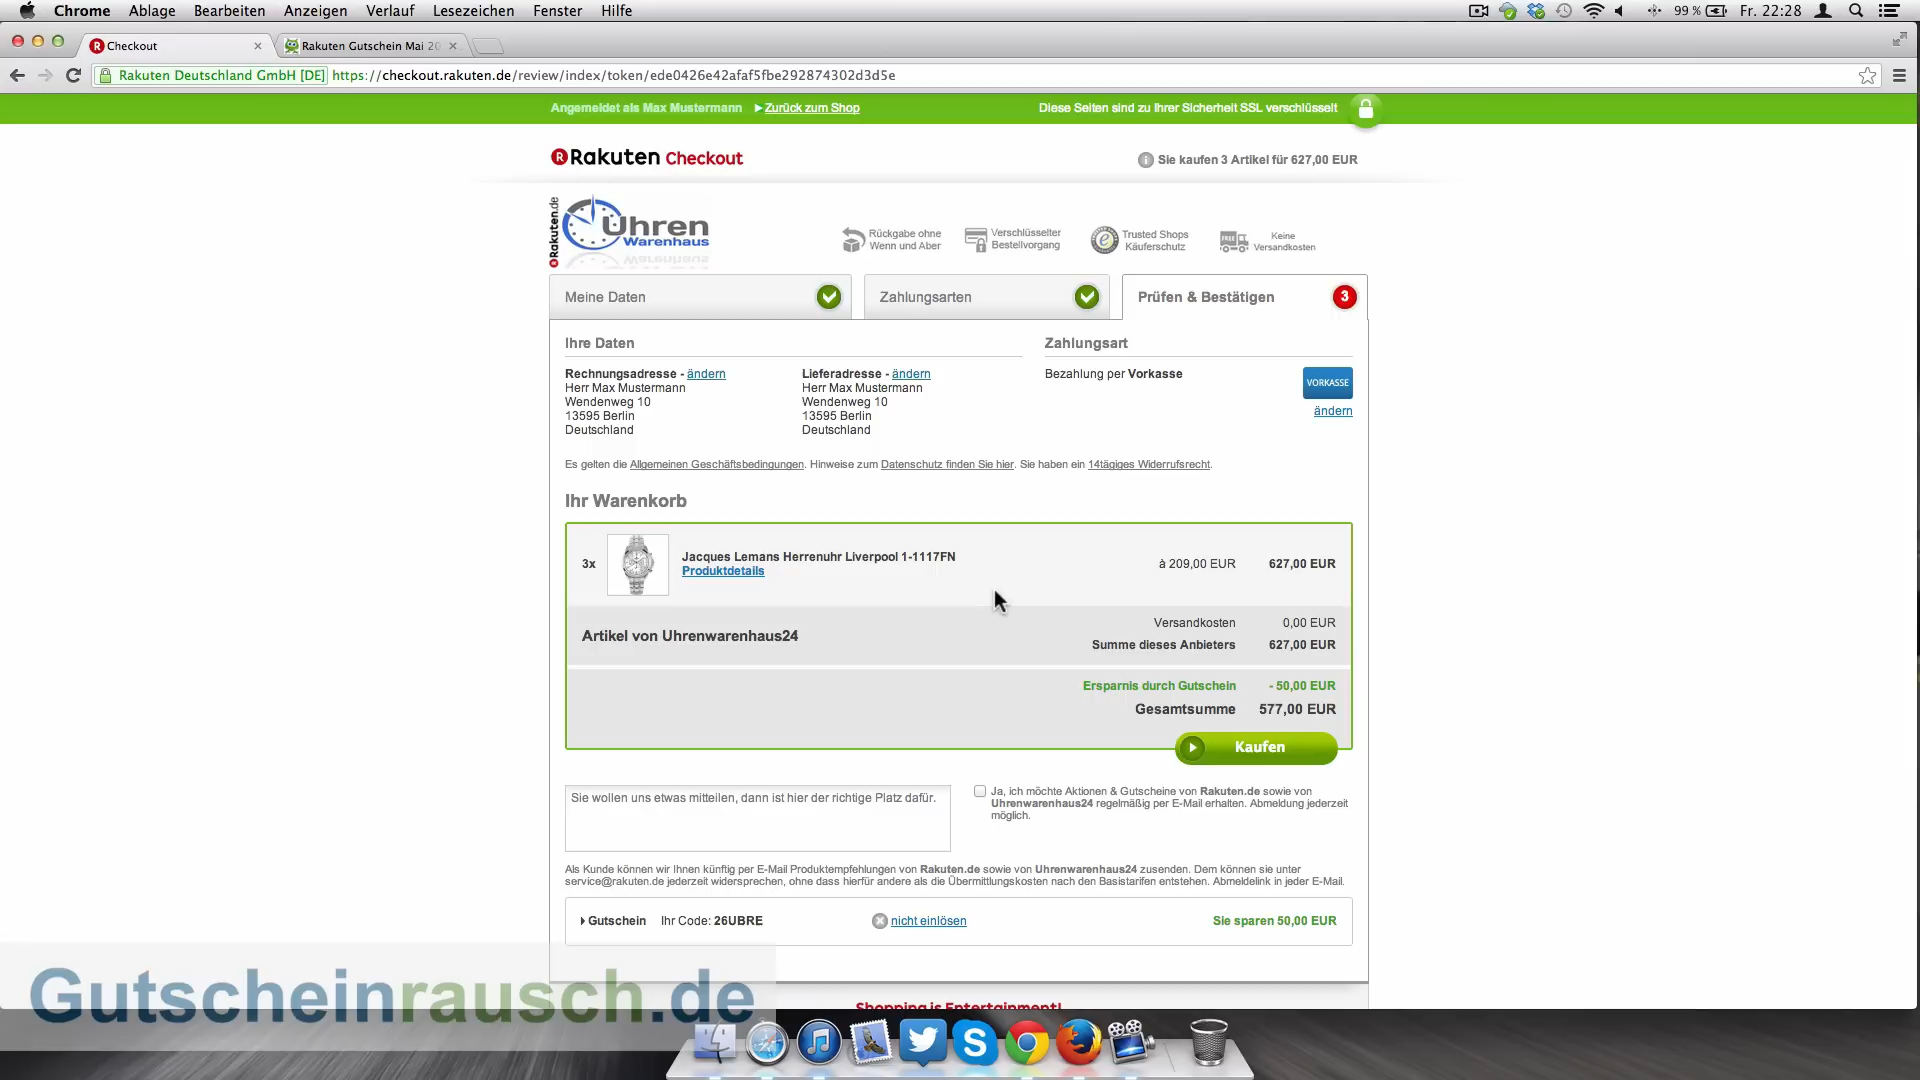 Chrome Ablage Bearbeiten Anzeigen Verlauf Lesezeichen Fenster Hilfe 99 % Fr. 22:28
Checkout Rakuten Gutschein Mai 20
Rakuten Deutschland GmbH [DE] https://checkout.rakuten.de/review/index/token/ede0426e42afaf5fbe292874302d3d5e
Angemeldet als Max Mustermann Zurück zum Shop Diese Seiten sind zu Ihrer Sicherheit SSL verschlüsselt
Rakuten Checkout
Sie kaufen 3 Artikel für 627,00 EUR
Rakuten.de
Uhren
Warenhaus
Rückgabe ohne
Wenn und Aber
Verschlüsselter
Bestellvorgang
Trusted Shops
Käuferschutz
FREE
Keine
Versandkosten
Meine Daten Zahlungsarten Prüfen & Bestätigen 3
Ihre Daten
Rechnungsadresse - ändern
Herr Max Mustermann
Wendenweg 10
13595 Berlin
Deutschland
Lieferadresse - ändern
Herr Max Mustermann
Wendenweg 10
13595 Berlin
Deutschland
Zahlungsart
Bezahlung per Vorkasse
VORKASSE
ändern
Es gelten die Allgemeinen Geschäftsbedingungen. Hinweise zum Datenschutz finden Sie hier. Sie haben ein 14tägiges Widerrufsrecht.
Ihr Warenkorb
3x Jacques Lemans Herrenuhr Liverpool 1-1117FN à 209,00 EUR 627,00 EUR
Produktdetails
Artikel von Uhrenwarenhaus24
Versandkosten 0,00 EUR
Summe dieses Anbieters 627,00 EUR
Ersparnis durch Gutschein - 50,00 EUR
Gesamtsumme 577,00 EUR
Kaufen
Sie wollen uns etwas mitteilen, dann ist hier der richtige Platz dafür.
Ja, ich möchte Aktionen & Gutscheine von Rakuten.de sowie von
Uhrenwarenhaus24 regelmäßig per E-Mail erhalten. Abmeldung jederzeit
möglich.
Als Kunde können wir Ihnen künftig per E-Mail Produktempfehlungen von Rakuten.de sowie von Uhrenwarenhaus24 zusenden. Dem können sie unter
service@rakuten.de jederzeit widersprechen, ohne dass hierfür andere als die Übermittlungskosten nach den Basistarifen entstehen. Abmeldelink in jeder E-Mail.
Gutschein Ihr Code: 26UBRE nicht einlösen Sie sparen 50,00 EUR
Gutscheinrausch.de
Shopping is Entertainment!